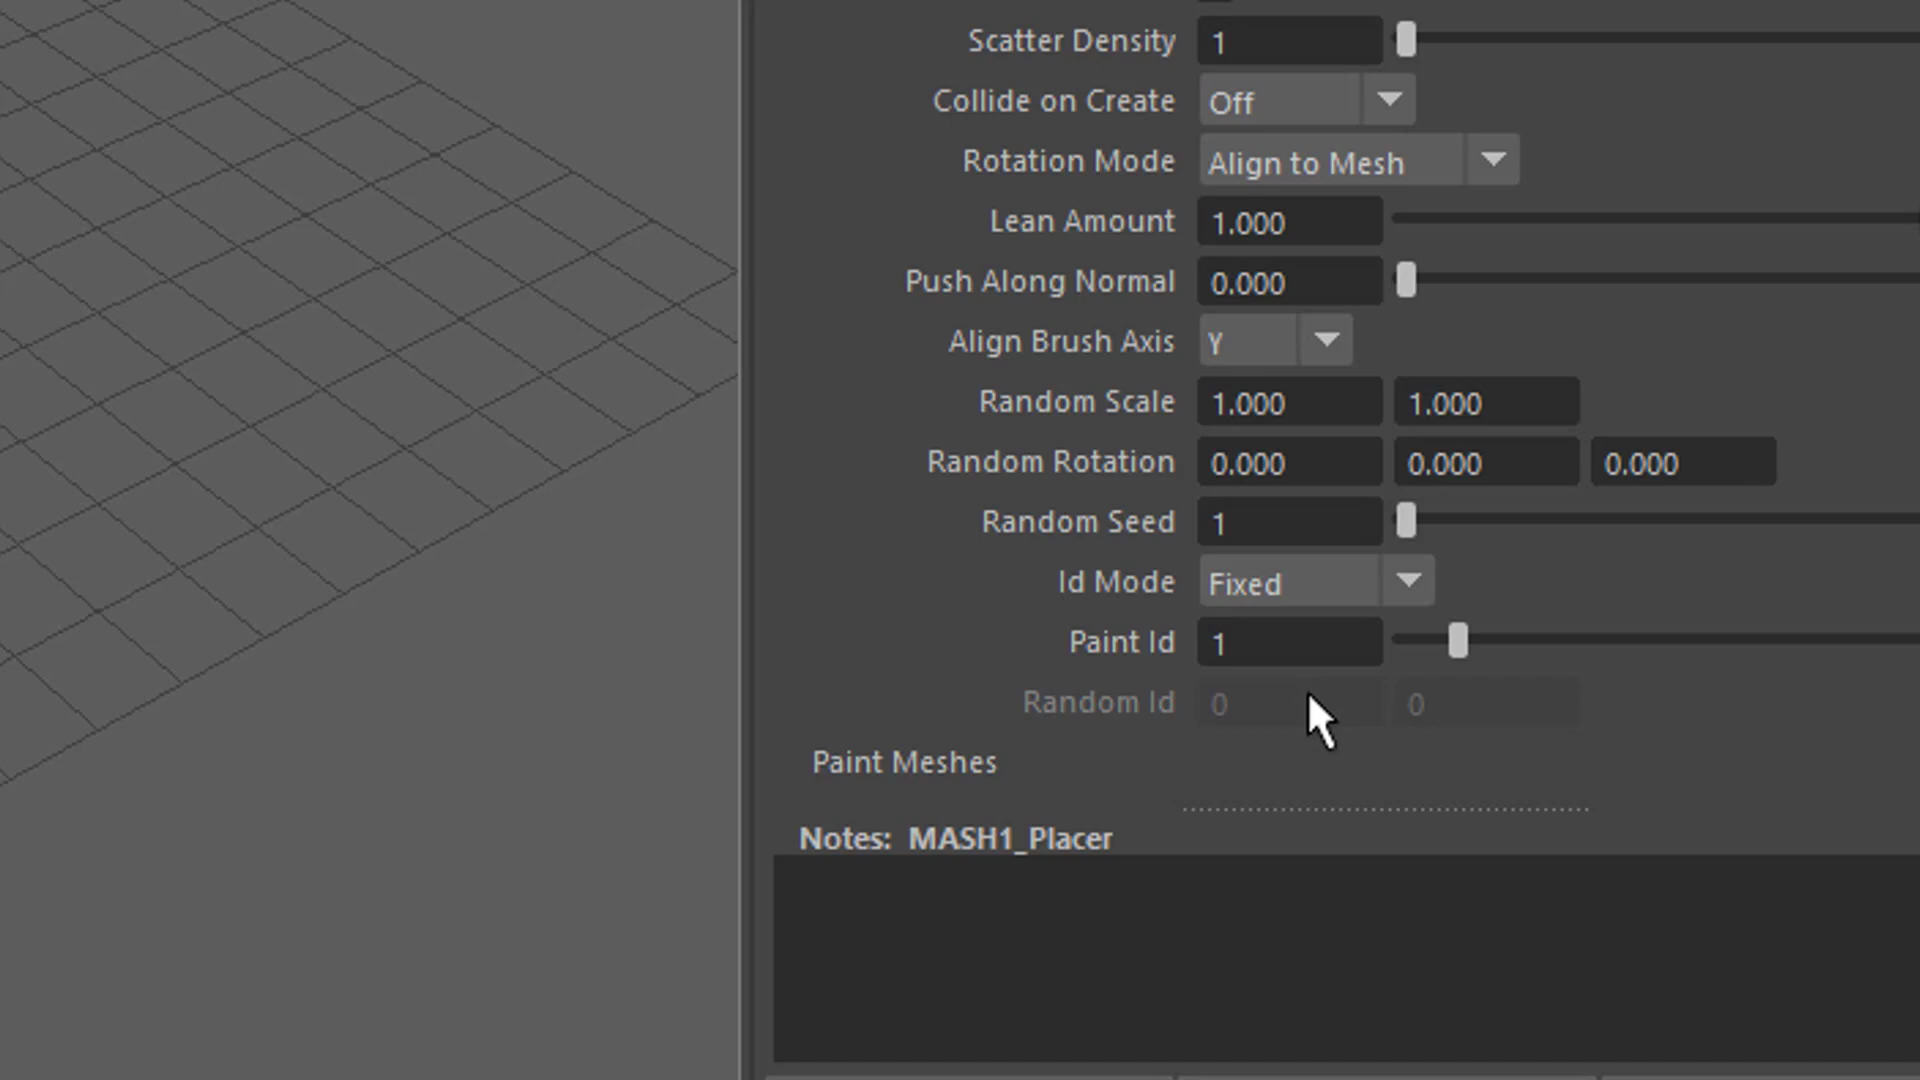 Scatter Density 1
Collide on Create Off
Rotation Mode Align to Mesh
Lean Amount 1.000
Push Along Normal 0.000
Align Brush Axis Y
Random Scale 1.000 1.000
Random Rotation 0.000 0.000 0.000
Random Seed 1
Id Mode Fixed
Paint Id 1
Random Id 0 0
Paint Meshes
Notes: MASH1_Placer